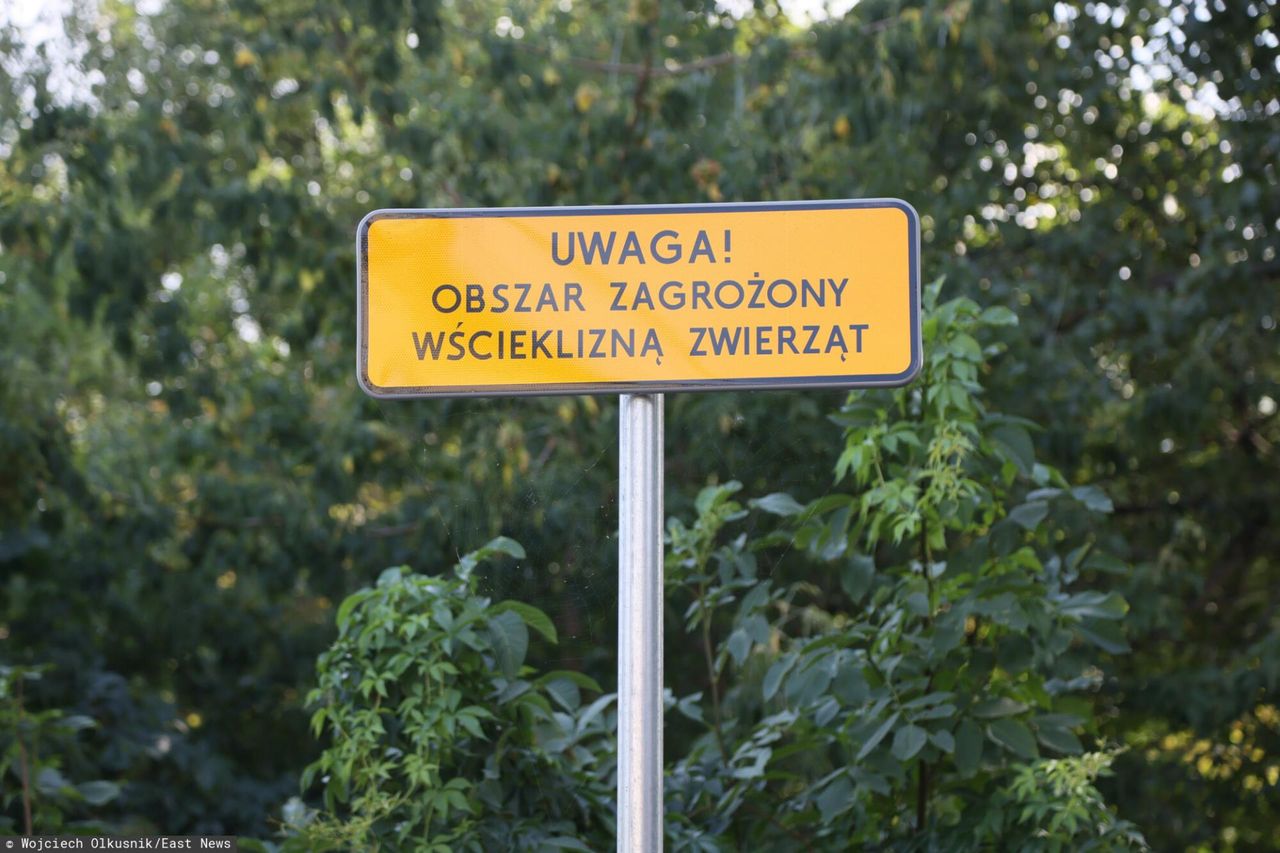 UWAGA!
OBSZAR ZAGROŻONY
WŚCIEKLIZNĄ ZWIERZĄT
© Wojciech Olkusnik/East News